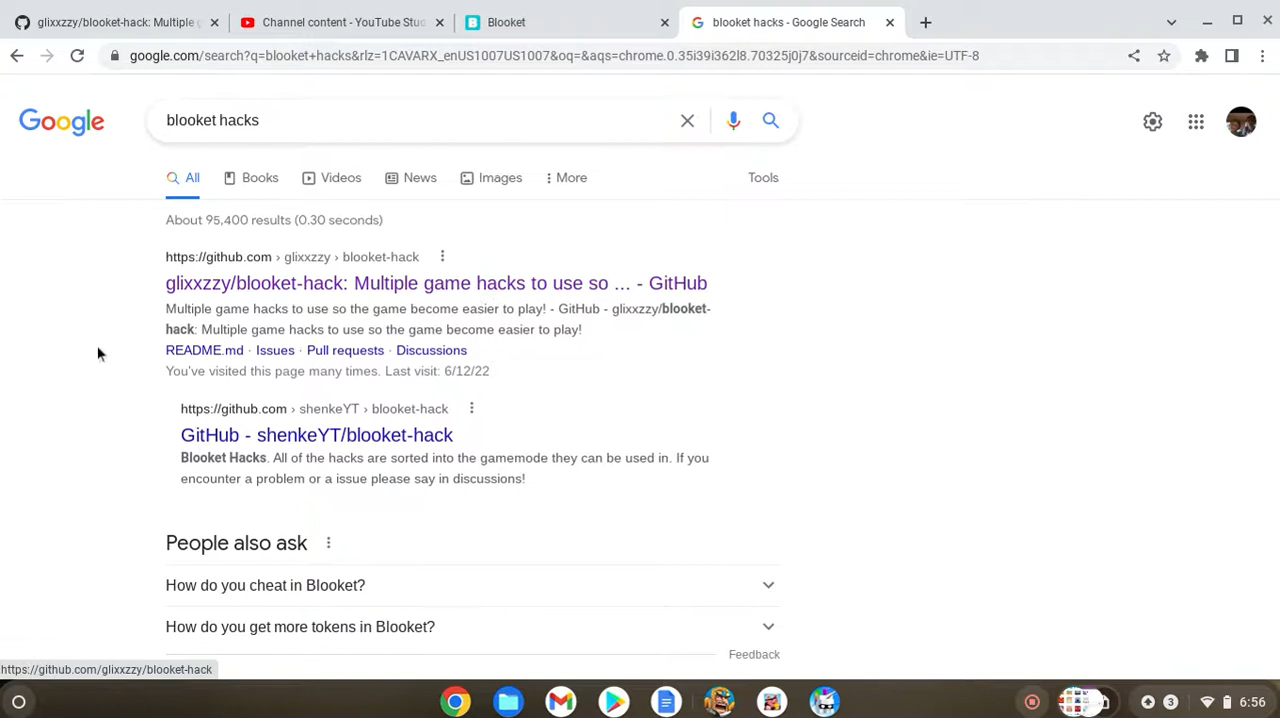 glixxzzy/blooket-hack: Multiple g
Channel content - YouTube Stud
Blooket
blooket hacks - Google Search
google.com/search?q=blooket+hacks&rlz=1CAVARX_enUS1007US1007&oq=&aqs=chrome.0.35i39i362l8.70325j0j7&sourceid=chrome&ie=UTF-8
Google
blooket hacks
All
Books
Videos
News
Images
More
Tools
About 95,400 results (0.30 seconds)
https://github.com › glixxzzy › blooket-hack
glixxzzy/blooket-hack: Multiple game hacks to use so ... - GitHub
Multiple game hacks to use so the game become easier to play! - GitHub - glixxzzy/blooket-
hack: Multiple game hacks to use so the game become easier to play!
README.md · Issues · Pull requests · Discussions
You've visited this page many times. Last visit: 6/12/22
https://github.com › shenkeYT › blooket-hack
GitHub - shenkeYT/blooket-hack
Blooket Hacks. All of the hacks are sorted into the gamemode they can be used in. If you
encounter a problem or a issue please say in discussions!
People also ask
How do you cheat in Blooket?
How do you get more tokens in Blooket?
Feedback
https://github.com/glixxzzy/blooket-hack
3
6:56